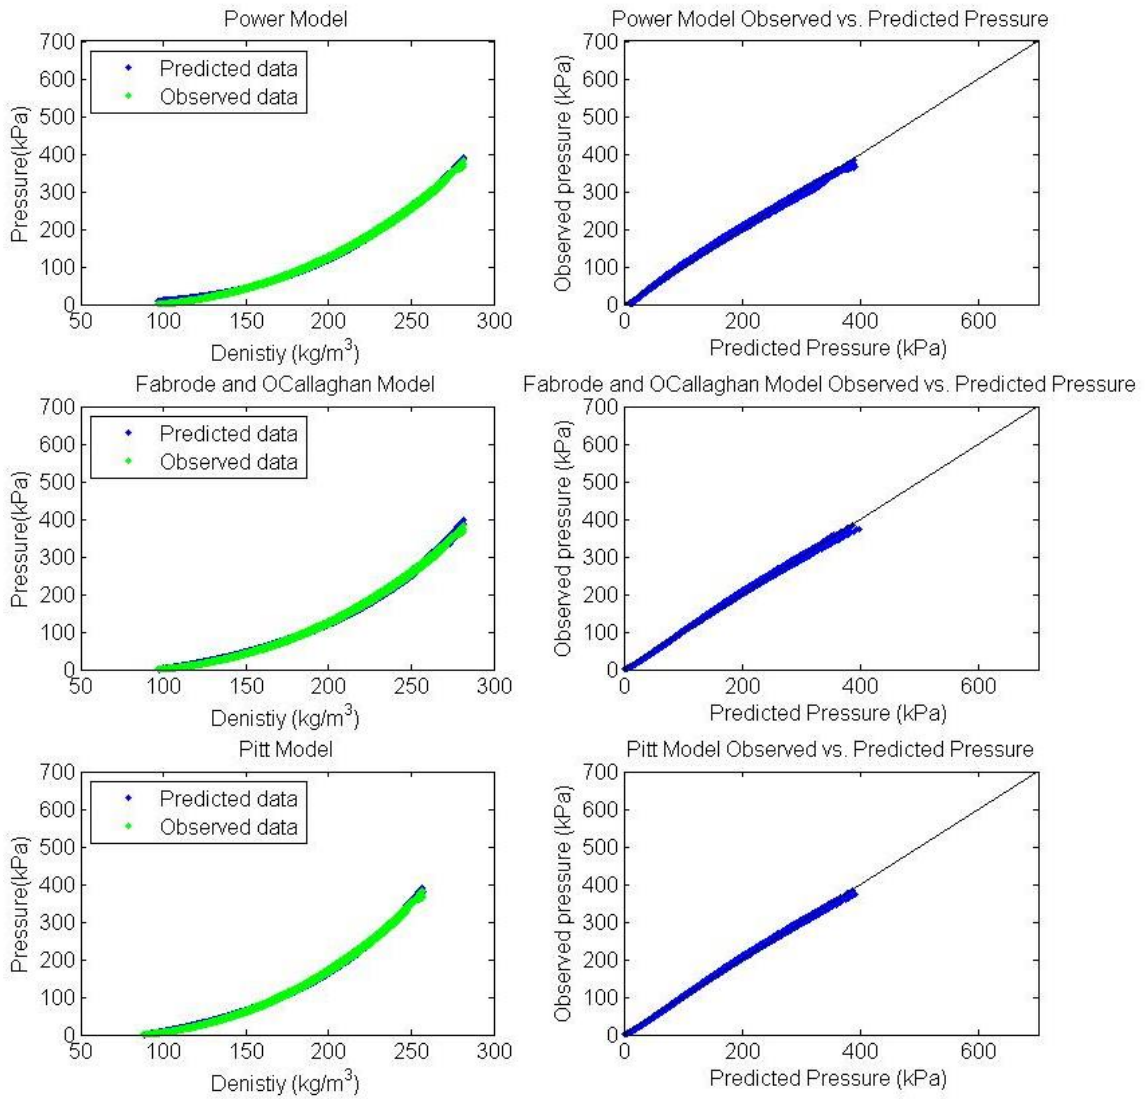 Power Model
700
600
500
400
300
200
100
0
Pressure(kPa)
Predicted data
Observed data
50 100 150 200 250 300
Denistiy (kg/m³)
Power Model Observed vs. Predicted Pressure
700
600
500
400
300
200
100
0
Observed pressure (kPa)
0 200 400 600
Predicted Pressure (kPa)
Fabrode and OCallaghan Model
700
600
500
400
300
200
100
0
Pressure(kPa)
Predicted data
Observed data
50 100 150 200 250 300
Denistiy (kg/m³)
Fabrode and OCallaghan Model Observed vs. Predicted Pressure
700
600
500
400
300
200
100
0
Observed pressure (kPa)
0 200 400 600
Predicted Pressure (kPa)
Pitt Model
700
600
500
400
300
200
100
0
Pressure(kPa)
Predicted data
Observed data
50 100 150 200 250 300
Denistiy (kg/m³)
Pitt Model Observed vs. Predicted Pressure
700
600
500
400
300
200
100
0
Observed pressure (kPa)
0 200 400 600
Predicted Pressure (kPa)